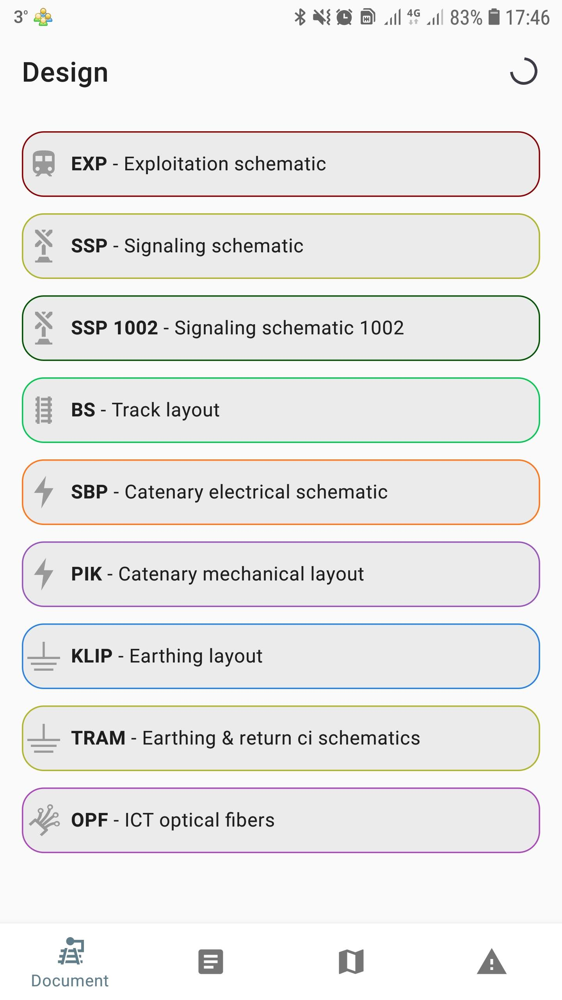 3° 4G 83% 17:46
Design
EXP - Exploitation schematic
SSP - Signaling schematic
SSP 1002 - Signaling schematic 1002
BS - Track layout
SBP - Catenary electrical schematic
PIK - Catenary mechanical layout
KLIP - Earthing layout
TRAM - Earthing & return ci schematics
OPF - ICT optical fibers
Document